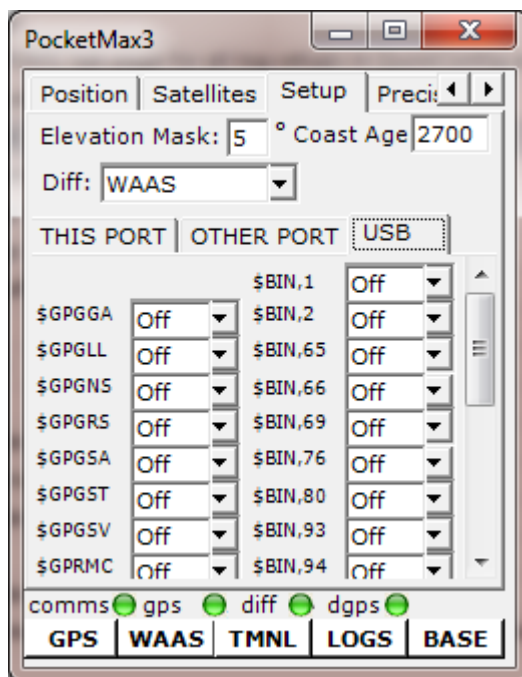 PocketMax3
Position Satellites Setup Preci
Elevation Mask: 5 ° Coast Age 2700
Diff: WAAS
THIS PORT OTHER PORT USB
$BIN,1 Off
$GPGGA Off $BIN,2 Off
$GPGLL Off $BIN,65 Off
$GPGNS Off $BIN,66 Off
$GPGRS Off $BIN,69 Off
$GPGSA Off $BIN,76 Off
$GPGST Off $BIN,80 Off
$GPGSV Off $BIN,93 Off
$GPRMC Off $BIN,94 Off
comms gps diff dgps
GPS WAAS TMNL LOGS BASE